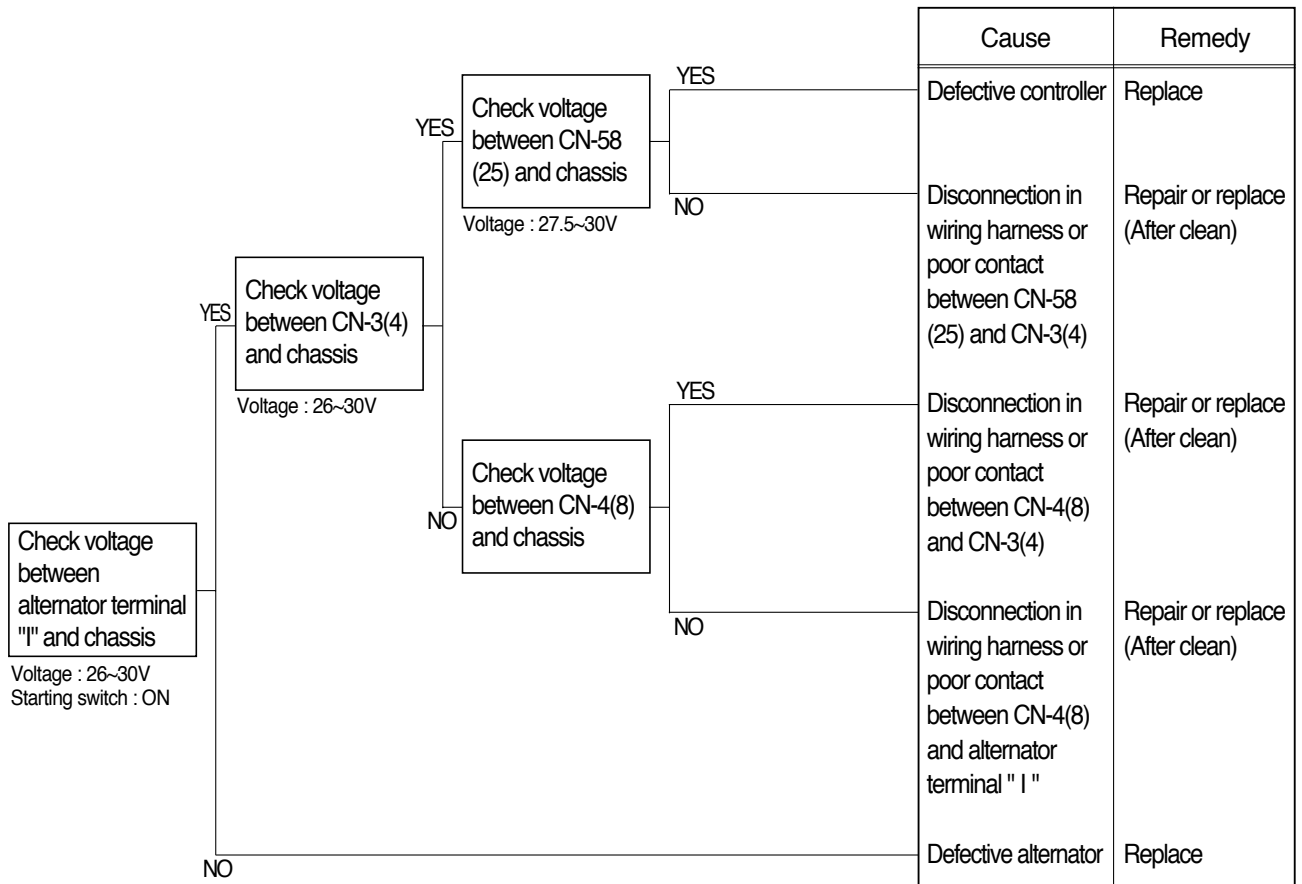 Cause
Remedy
YES
Defective controller
Replace
Check voltage
between CN-58
(25) and chassis
YES
Voltage : 27.5~30V
NO
Disconnection in
wiring harness or
poor contact
between CN-58
(25) and CN-3(4)
Repair or replace
(After clean)
Check voltage
between CN-3(4)
and chassis
YES
Voltage : 26~30V
YES
Disconnection in
wiring harness or
poor contact
between CN-4(8)
and CN-3(4)
Repair or replace
(After clean)
Check voltage
between CN-4(8)
and chassis
NO
Check voltage
between
alternator terminal
"I" and chassis
Voltage : 26~30V
Starting switch : ON
NO
Disconnection in
wiring harness or
poor contact
between CN-4(8)
and alternator
terminal " I "
Repair or replace
(After clean)
NO
Defective alternator
Replace